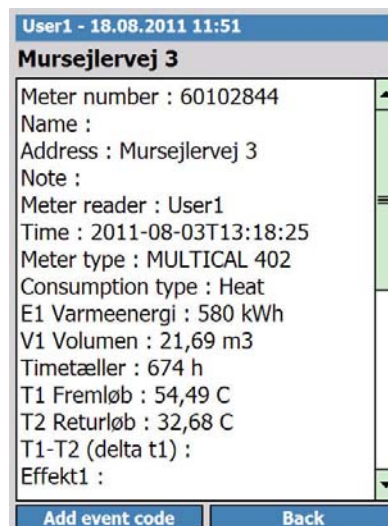 User1 - 18.08.2011 11:51
Mursejlervej 3
Meter number : 60102844
Name :
Address : Mursejlervej 3
Note :
Meter reader : User1
Time : 2011-08-03T13:18:25
Meter type : MULTICAL 402
Consumption type : Heat
E1 Varmeenergi : 580 kWh
V1 Volumen : 21,69 m3
Timetæller : 674 h
T1 Fremløb : 54,49 C
T2 Returløb : 32,68 C
T1-T2 (delta t1) :
Effekt1 :
Add event code Back